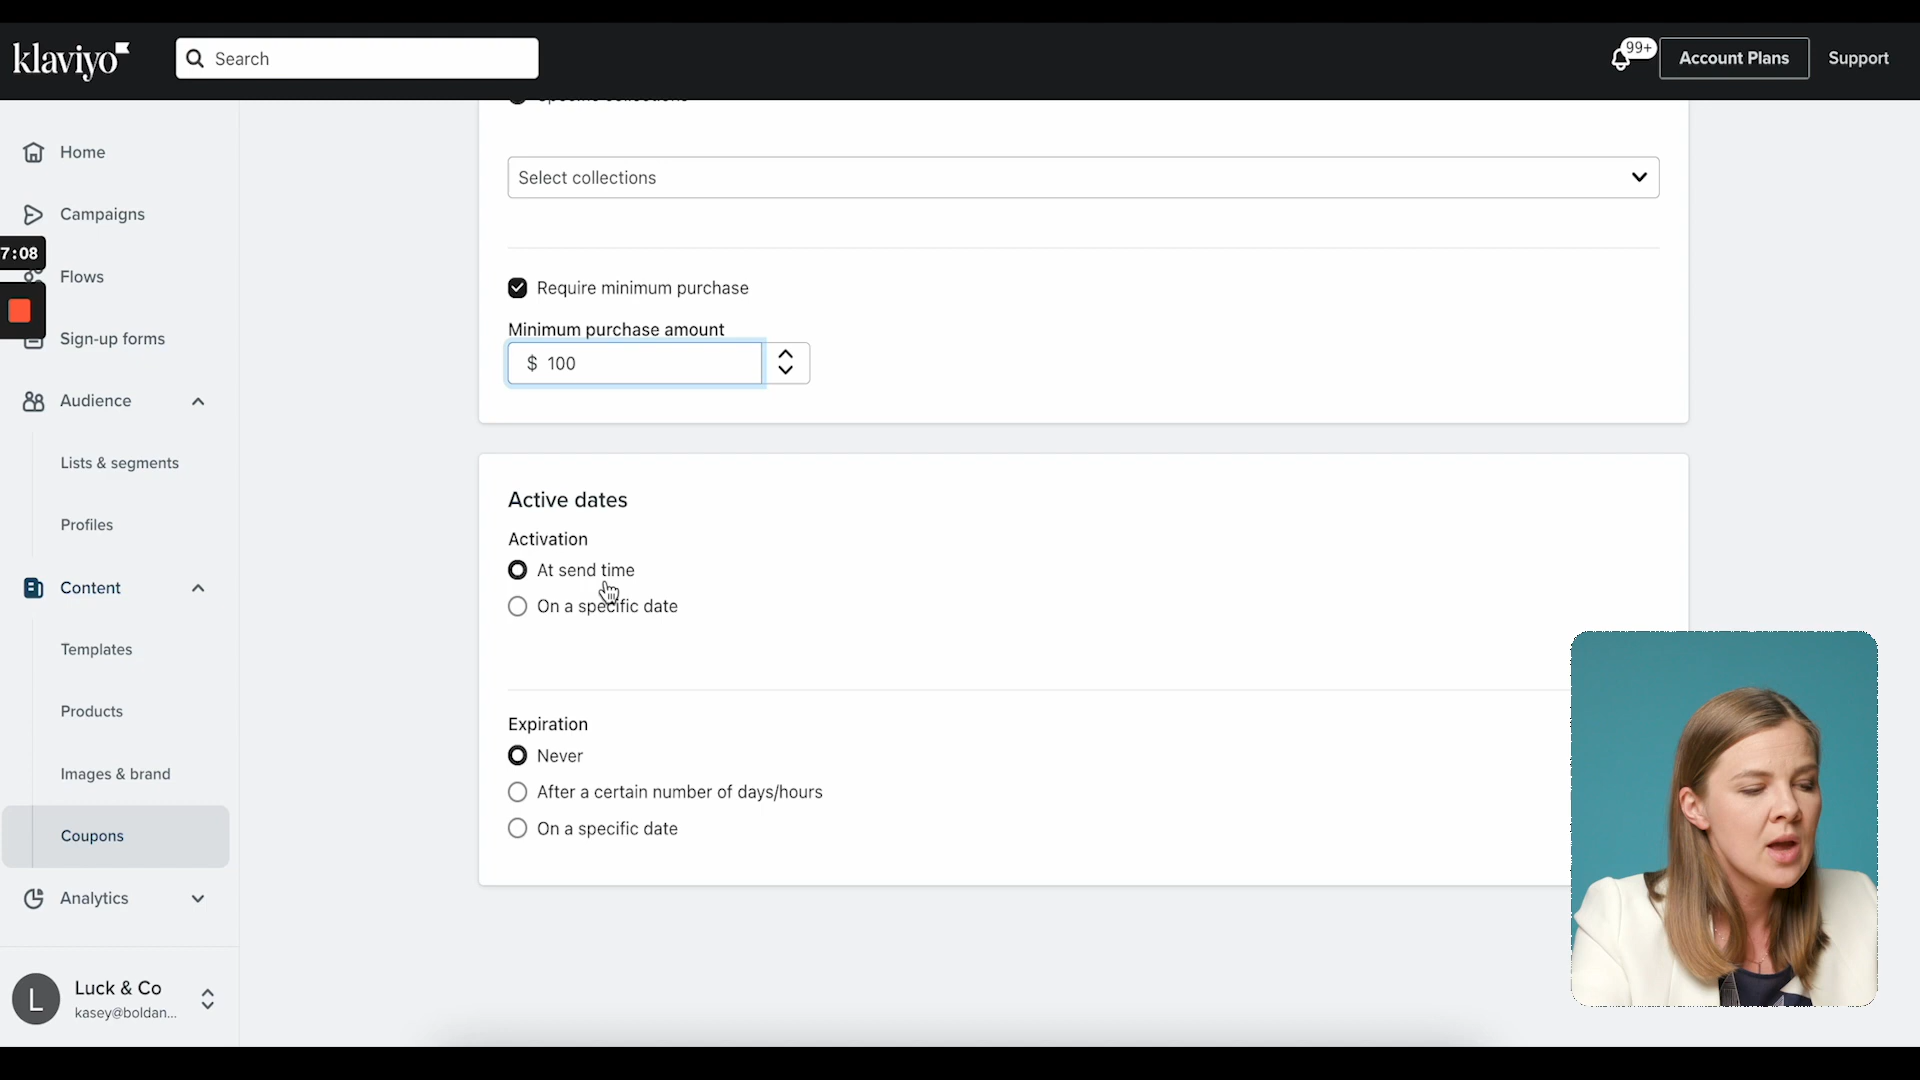 klaviyo
Search
99+
Account Plans
Support
Home
Campaigns
7:08
Flows
Sign-up forms
Audience
Lists & segments
Profiles
Content
Templates
Products
Images & brand
Coupons
Analytics
L
Luck & Co
kasey@boldan...
Specific collections
Select collections
Require minimum purchase
Minimum purchase amount
$ 100
Active dates
Activation
At send time
On a specific date
Expiration
Never
After a certain number of days/hours
On a specific date